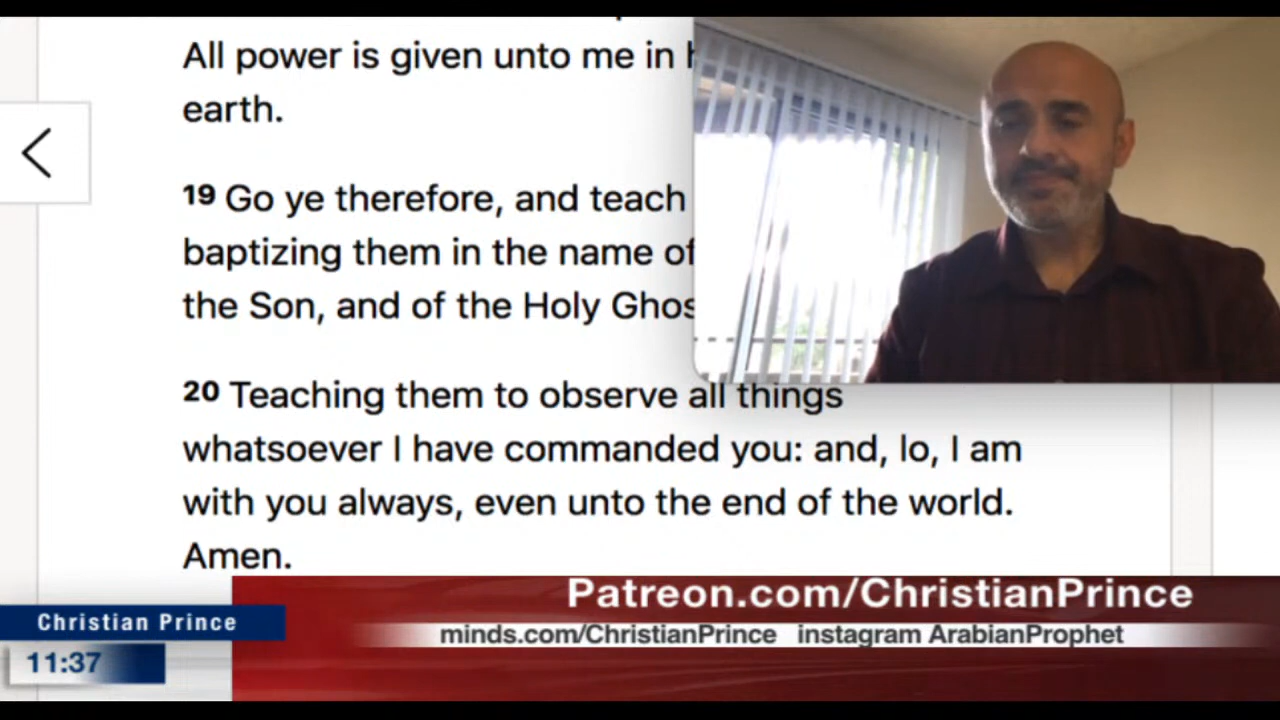 All power is given unto me in
earth.
19 Go ye therefore, and teach
baptizing them in the name of
the Son, and of the Holy Ghos
20 Teaching them to observe all things
whatsoever I have commanded you: and, lo, I am
with you always, even unto the end of the world.
Amen.
Patreon.com/ChristianPrince
Christian Prince
minds.com/ChristianPrince instagram ArabianProphet
11:37